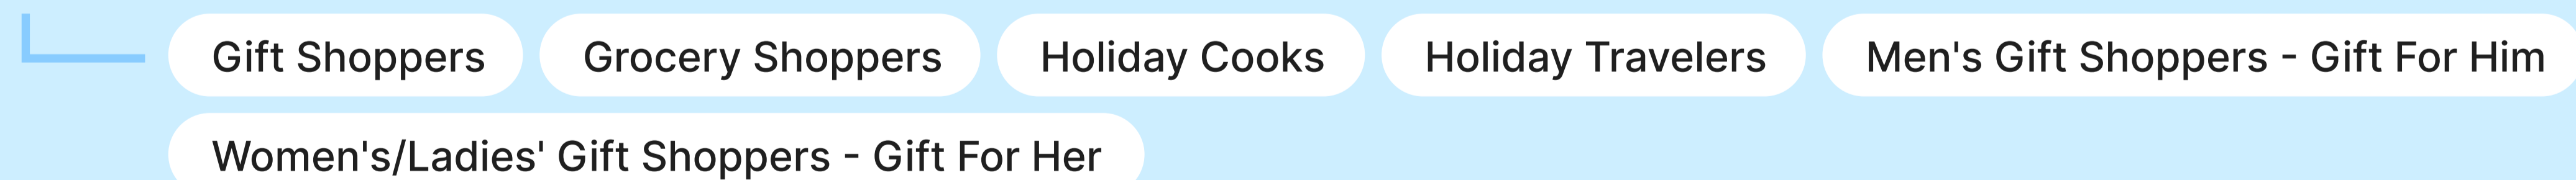 Gift Shoppers Grocery Shoppers Holiday Cooks Holiday Travelers Men's Gift Shoppers - Gift For Him
Women's/Ladies' Gift Shoppers - Gift For Her